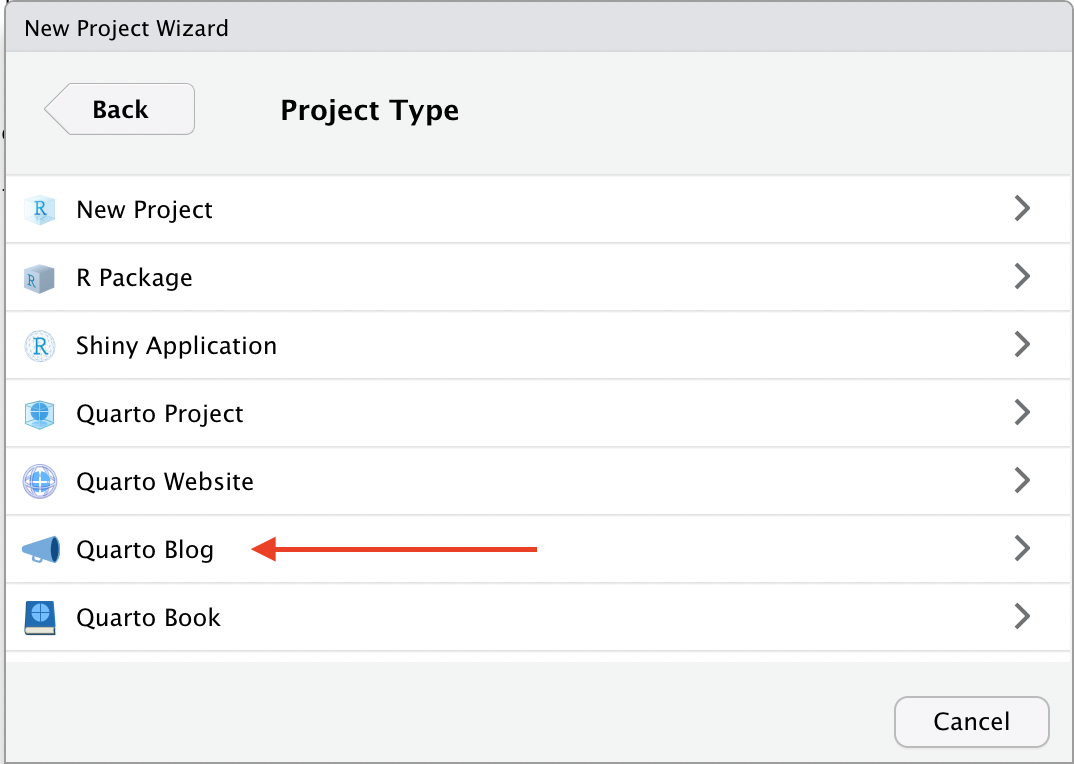 New Project Wizard
Back
Project Type
R New Project
R R Package
R Shiny Application
Quarto Project
Quarto Website
Quarto Blog
Quarto Book
Cancel